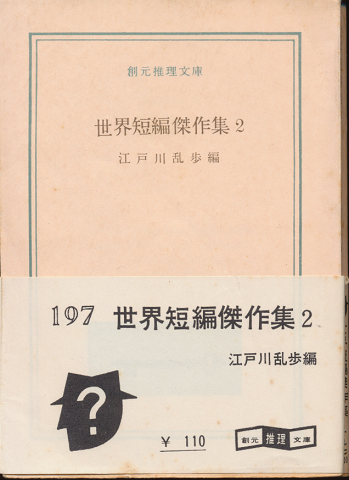 創元推理文庫
世界短編傑作集2
江戸川乱歩編
197 世界短編傑作集2
江戸川乱歩編
?
¥ 110
創元 推理 文庫